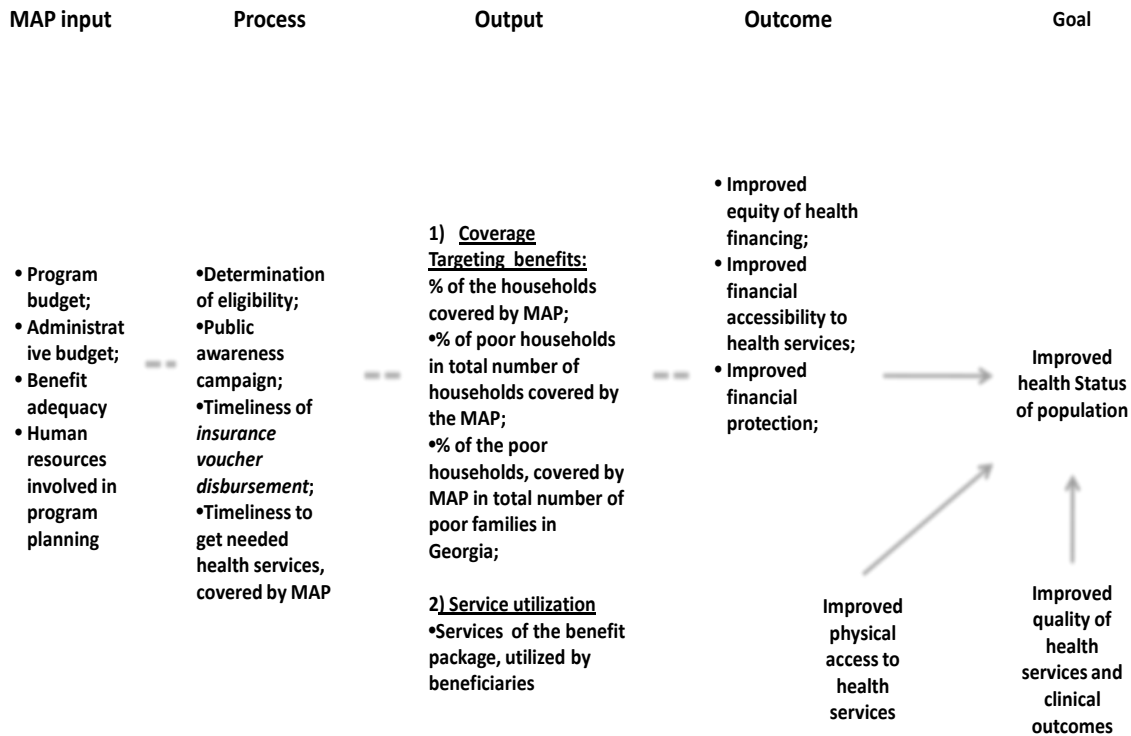 MAP input
Process
Output
Outcome
Goal
• Program
budget;
• Administrat
ive budget;
• Benefit
adequacy
• Human
resources
involved in
program
planning
•Determination
of eligibility;
•Public
awareness
campaign;
•Timeliness of
insurance
voucher
disbursement;
•Timeliness to
get needed
health services,
covered by MAP
1) Coverage
Targeting benefits:
% of the households
covered by MAP;
•% of poor households
in total number of
households covered by
the MAP;
•% of the poor
households, covered by
MAP in total number of
poor families in
Georgia;
2) Service utilization
•Services of the benefit
package, utilized by
beneficiaries
• Improved
equity of health
financing;
• Improved
financial
accessibility to
health services;
• Improved
financial
protection;
Improved
health Status
of population
Improved
physical
access to
health
services
Improved
quality of
health
services and
clinical
outcomes